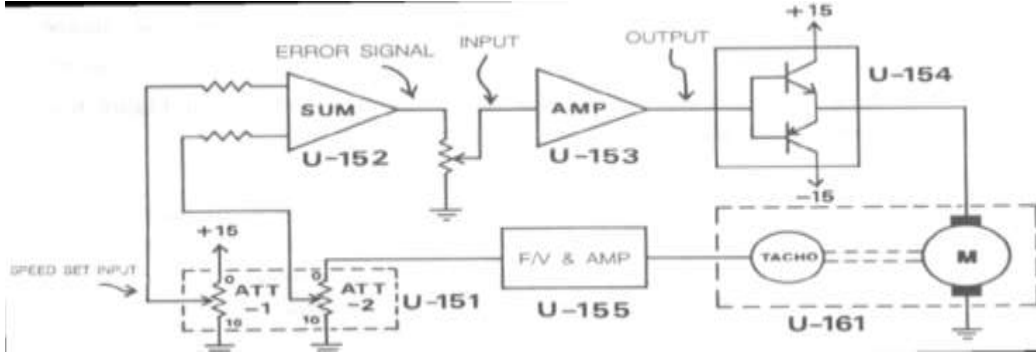 +15
ERROR SIGNAL
INPUT
OUTPUT
U-154
SUM
AMP
U-152
U-153
-15
+15
SPEED SET INPUT
0
ATT
-1
10
0
ATT
-2
10
U-151
F/V & AMP
U-155
TACHO
M
U-161